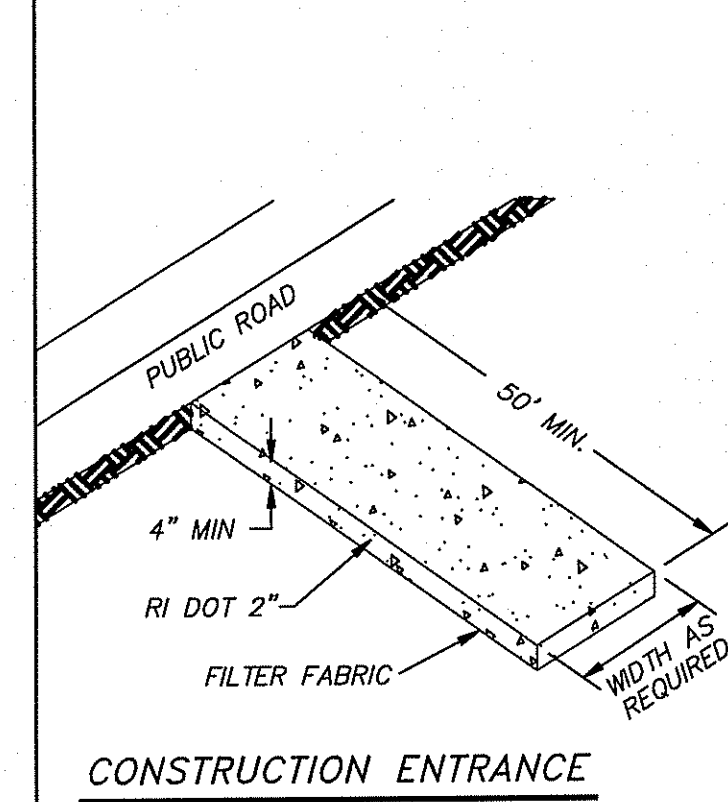 PUBLIC ROAD
50' MIN.
4" MIN
RI DOT 2"
FILTER FABRIC
WIDTH AS
REQUIRED
CONSTRUCTION ENTRANCE